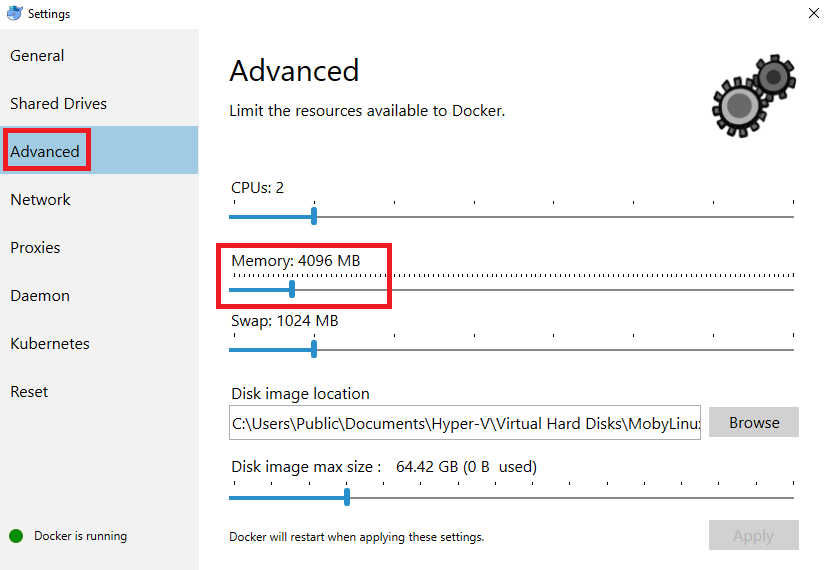 Settings
General
Shared Drives
Advanced
Network
Proxies
Daemon
Kubernetes
Reset
Docker is running
Advanced
Limit the resources available to Docker.
CPUs: 2
Memory: 4096 MB
Swap: 1024 MB
Disk image location
C:\Users\Public\Documents\Hyper-V\Virtual Hard Disks\MobyLinux
Browse
Disk image max size : 64.42 GB (0 B used)
Docker will restart when applying these settings.
Apply